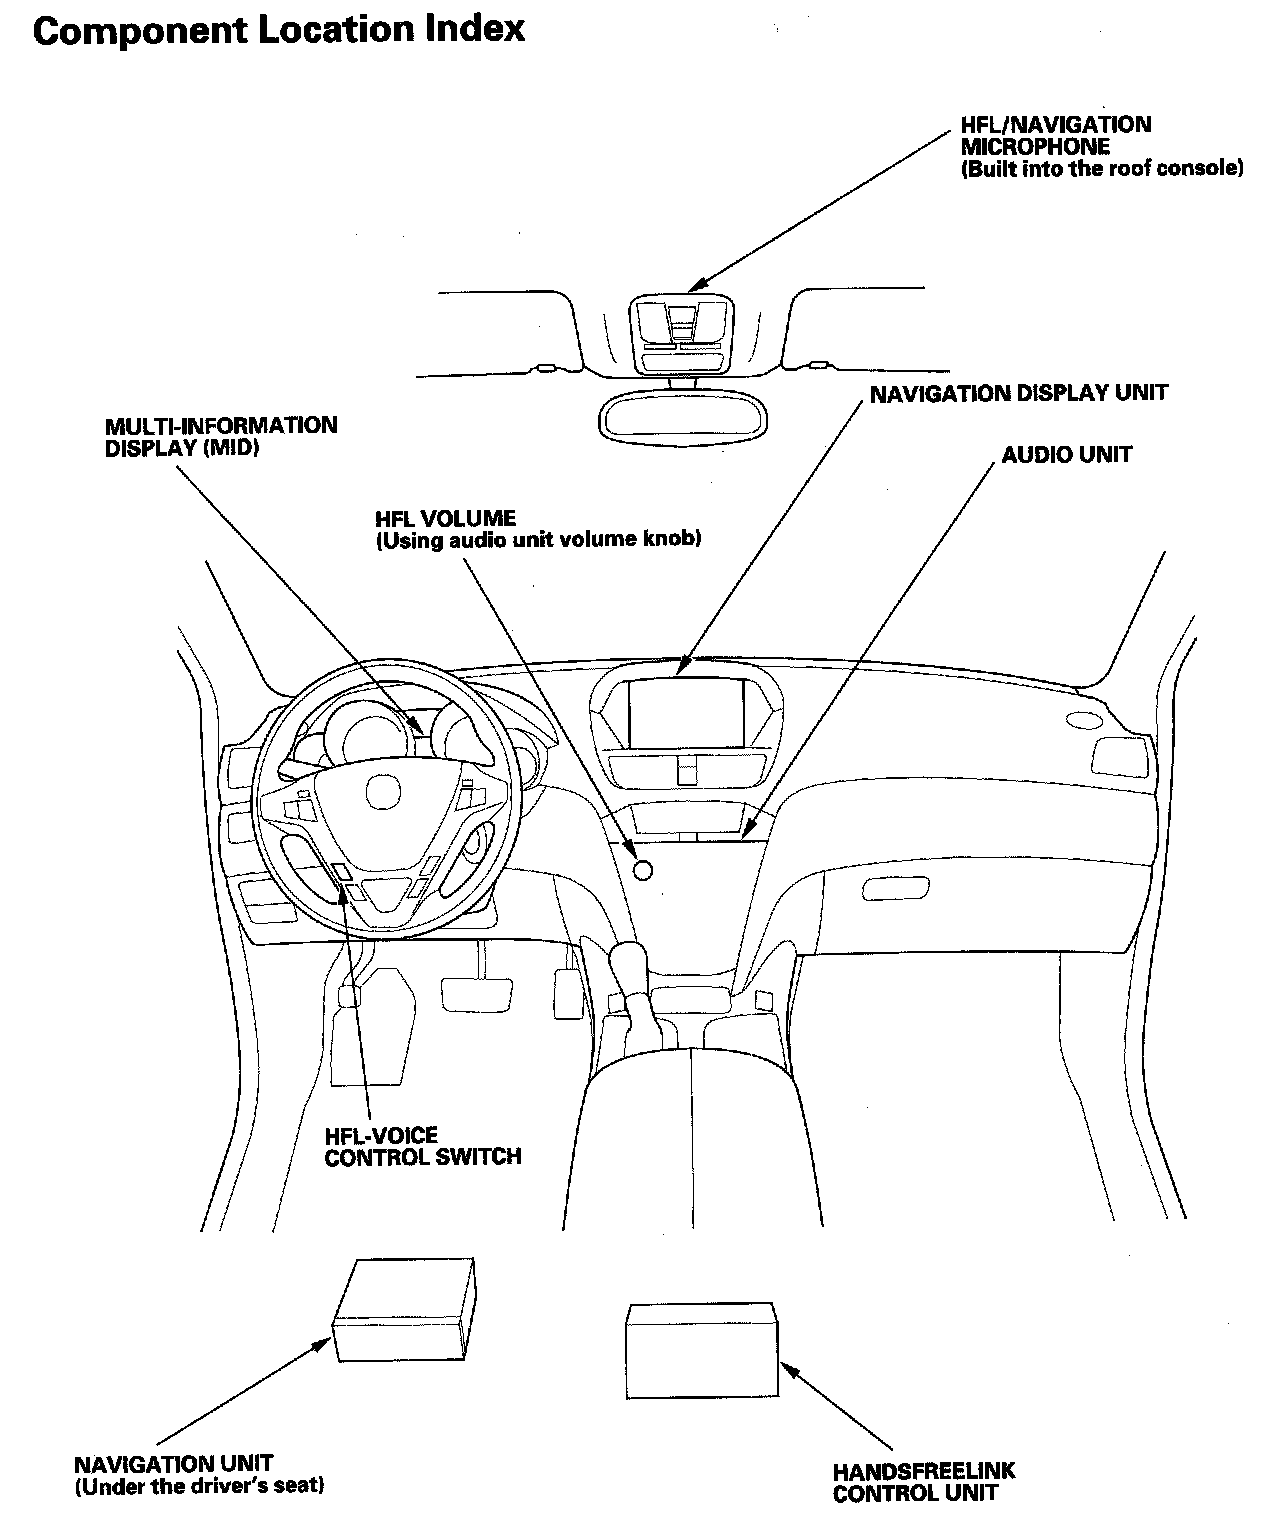 Component Location Index
HFL/NAVIGATION
MICROPHONE
(Built into the roof console)
NAVIGATION DISPLAY UNIT
MULTI-INFORMATION
DISPLAY (MID)
AUDIO UNIT
HFL VOLUME
(Using audio unit volume knob)
HFL-VOICE
CONTROL SWITCH
NAVIGATION UNIT
(Under the driver's seat)
HANDSFREELINK
CONTROL UNIT